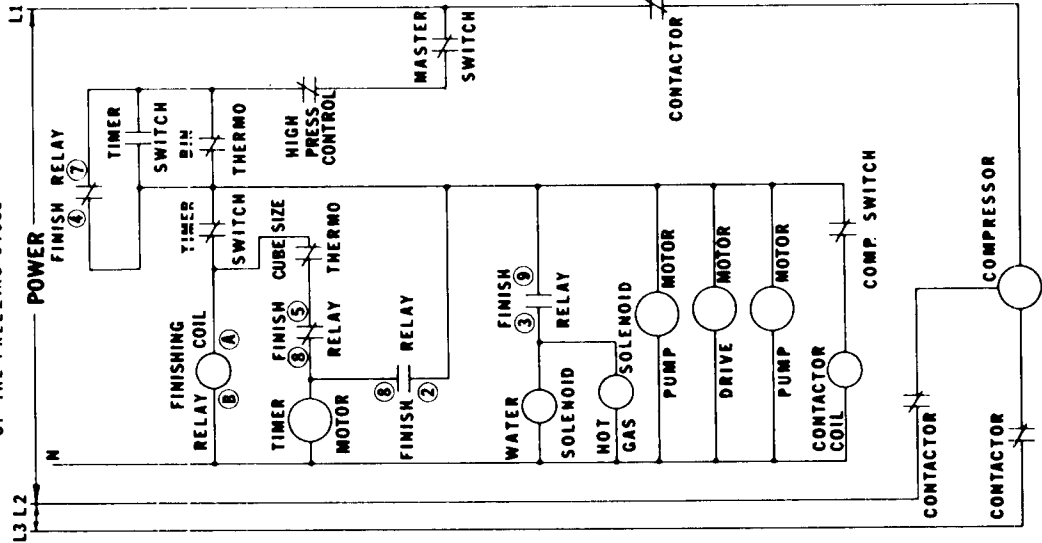 L1
POWER
L3 L2
N
FINISH RELAY
4
7
TIMER
SWITCH
BIN
THERMO
HIGH
PRESS
CONTROL
MASTER
SWITCH
CONTACTOR
TIMER
SWITCH
CUBE SIZE
THERMO
FINISHING
RELAY COIL
B
A
FINISH
8
5
RELAY
TIMER
MOTOR
8
2
FINISH RELAY
FINISH
3
9
RELAY
WATER
SOLENOID
HOT
GAS
SOLENOID
PUMP MOTOR
DRIVE MOTOR
PUMP MOTOR
CONTACTOR
COIL
COMP. SWITCH
CONTACTOR
CONTACTOR
COMPRESSOR